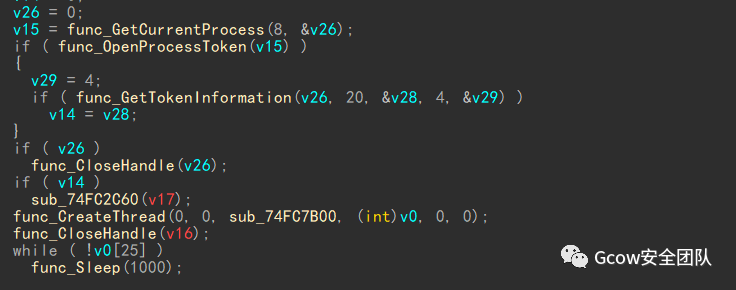 v26 = 0;
v15 = func_GetCurrentProcess(8, &v26);
if ( func_OpenProcessToken(v15) )
{
v29 = 4;
if ( func_GetTokenInformation(v26, 20, &v28, 4, &v29) )
v14 = v28;
}
if ( v26 )
func_CloseHandle(v26);
if ( v14 )
sub_74FC2C60(v17);
func_CreateThread(0, 0, sub_74FC7B00, (int)v0, 0, 0);
func_CloseHandle(v16);
while ( !v0[25] )
func_Sleep(1000);
Gcow安全团队